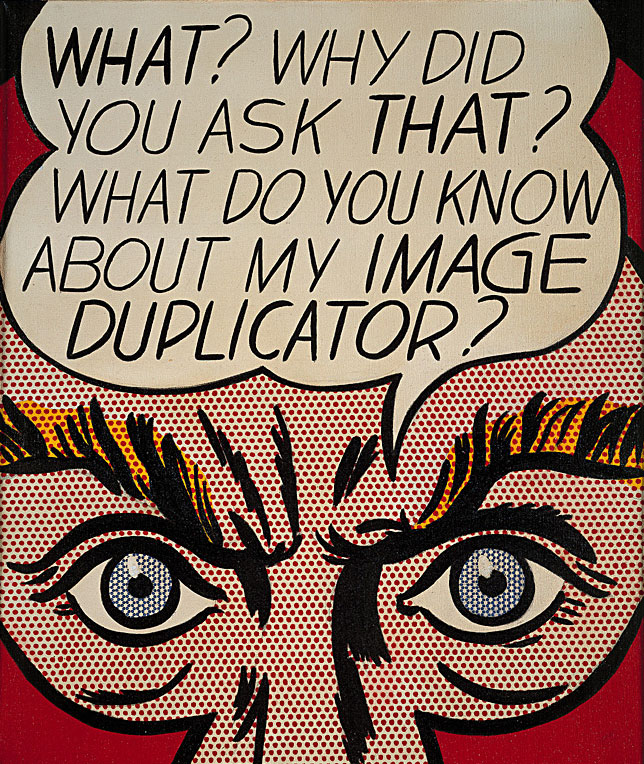 WHAT? WHY DID
YOU ASK THAT?
WHAT DO YOU KNOW
ABOUT MY IMAGE
DUPLICATOR?